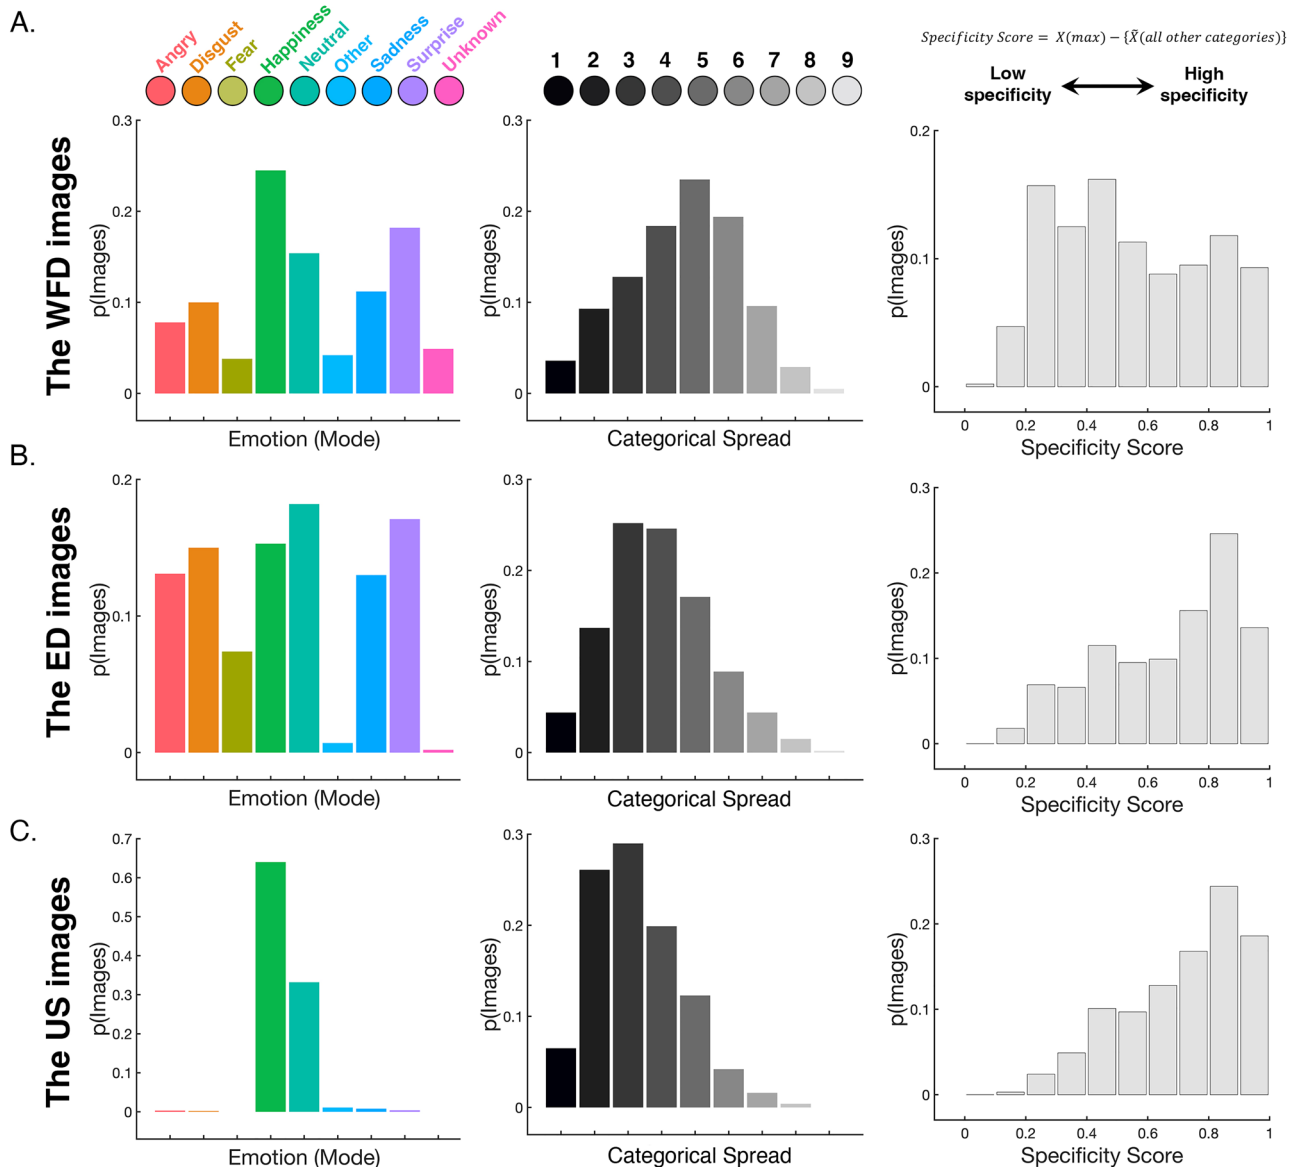 A.
Angry
Disgust
Fear
Happiness
Neutral
Other
Sadness
Surprise
Unknown
1 2 3 4 5 6 7 8 9
Specificity Score = X(max) − {X̄(all other categories)}
Low specificity
High specificity
The WFD images
p(Images)
0.3
0.2
0.1
0
Emotion (Mode)
p(Images)
0.3
0.2
0.1
0
Categorical Spread
p(Images)
0.2
0.1
0
0 0.2 0.4 0.6 0.8 1
Specificity Score
B.
The ED images
p(Images)
0.2
0.1
0
Emotion (Mode)
p(Images)
0.3
0.2
0.1
0
Categorical Spread
p(Images)
0.3
0.2
0.1
0
0 0.2 0.4 0.6 0.8 1
Specificity Score
C.
The US images
p(Images)
0.7
0.6
0.5
0.4
0.3
0.2
0.1
0
Emotion (Mode)
p(Images)
0.3
0.2
0.1
0
Categorical Spread
p(Images)
0.3
0.2
0.1
0
0 0.2 0.4 0.6 0.8 1
Specificity Score